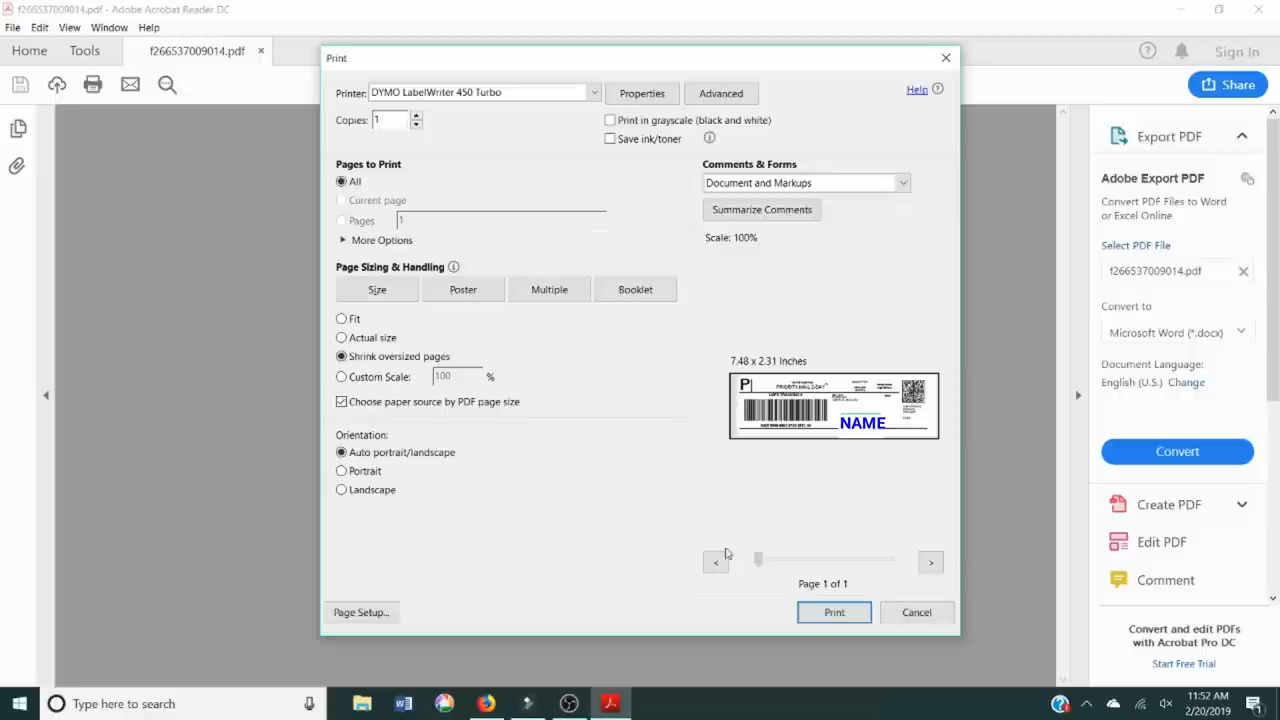 f266537009014.pdf - Adobe Acrobat Reader DC
File Edit View Window Help
Home Tools f266537009014.pdf × Sign In
Share
Print
Printer: DYMO LabelWriter 450 Turbo Properties Advanced Help
Copies: 1 Print in grayscale (black and white)
Save ink/toner
Pages to Print
All
Current page
Pages 1
More Options
Comments & Forms
Document and Markups
Summarize Comments
Scale: 100%
Page Sizing & Handling
Size Poster Multiple Booklet
Fit
Actual size
Shrink oversized pages
Custom Scale: 100 %
Choose paper source by PDF page size
Orientation:
Auto portrait/landscape
Portrait
Landscape
7.48 x 2.31 Inches
P
PRIORITY MAIL 2-DAY
NAME
< >
Page 1 of 1
Page Setup... Print Cancel
Export PDF
Adobe Export PDF
Convert PDF Files to Word
or Excel Online
Select PDF File
f266537009014.pdf
Convert to
Microsoft Word (*.docx)
Document Language:
English (U.S.) Change
Convert
Create PDF
Edit PDF
Comment
Convert and edit PDFs
with Acrobat Pro DC
Start Free Trial
Type here to search
11:52 AM
2/20/2019